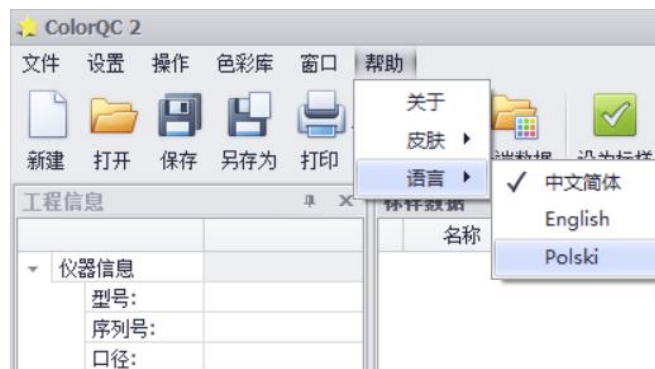 ColorQC 2
文件 设置 操作 色彩库 窗口 帮助
关于
皮肤
语言
中文简体
English
Polski
新建 打开 保存 另存为 打印
工程信息
标样数据
名称
仪器信息
型号:
序列号:
口径: